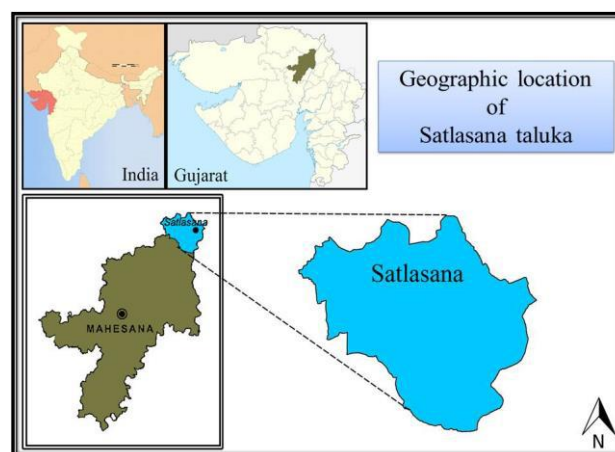 India
Gujarat
Geographic location
of
Satlasana taluka
Satlasana
MAHESANA
Satlasana
N